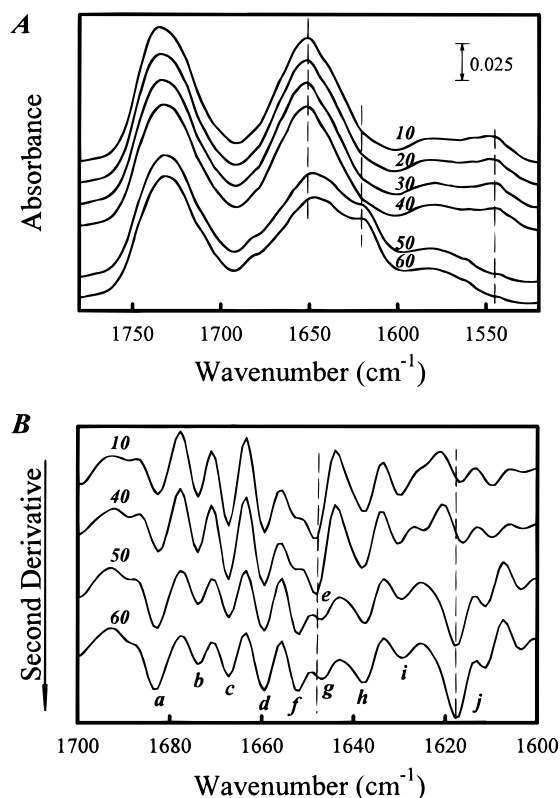 A
0.025
10
20
30
40
50
60
Absorbance
1750 1700 1650 1600 1550
Wavenumber (cm-1)
B
10
40
50
e
60
a b c d f g h i j
Second Derivative
1700 1680 1660 1640 1620 1600
Wavenumber (cm-1)